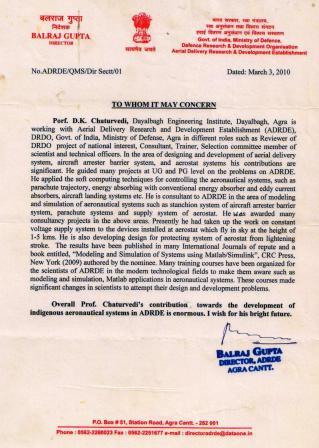 बलराज गुप्ता
निदेशक
BALRAJ GUPTA
DIRECTOR
भारत सरकार, रक्षा मंत्रालय,
रक्षा अनुसंधान तथा विकास संगठन
हवाई वितरण अनुसंधान एवं विकास संस्थापन
Govt. of India, Ministry of Defence,
Defence Research & Development Organisation
Aerial Delivery Research & Development Establishment
No.ADRDE/QMS/Dir Sectt/01
Dated: March 3, 2010
TO WHOM IT MAY CONCERN
Porf. D.K. Chaturvedi, Dayalbagh Engineering Institute, Dayalbagh, Agra is
working with Aerial Delivery Research and Development Establishment (ADRDE),
DRDO, Govt. of India, Ministry of Defence, Agra in different roles such as Reviewer of
DRDO project of national interest, Consultant, Trainer, Selection committee member of
scientist and technical officers. In the area of designing and development of aerial delivery
system, aircraft arrester barrier system, and aerostat systems his contributions are
significant. He guided many projects at UG and PG level on the problems on ADRDE.
He applied the soft computing techniques for controlling the aeronautical systems, such as
parachute trajectory, energy absorbing with conventional energy absorber and eddy current
absorbers, aircraft landing systems etc. He is consultant to ADRDE in the area of modeling
and simulation of aeronautical systems such as stanchion system of aircraft arrester barrier
system, parachute systems and supply system of aerostat. He was awarded many
consultancy projects in the above areas. Presently he had taken up the work on constant
voltage supply system to the devices installed at aerostat which fly in sky at the height of
1-5 kms. He is also developing design for protecting system of aerostat from lightening
stroke. The results have been published in many International Journals of repute and a
book entitled, "Modeling and Simulation of Systems using Matlab/Simulink", CRC Press,
New York (2009) authored by the nominee. Many training courses have been organized for
the scientists of ADRDE in the modern technological fields to make them aware such as
modeling and simulation, Matlab applications in aeronautical systems. These courses made
significant changes in scientists to attempt their design and development problems.
Overall Prof. Chaturvedi's contribution towards the development of
indigenous aeronautical systems in ADRDE is enormous. I wish for his bright future.
BALRAJ GUPTA
DIRECTOR, ADRDE
AGRA CANTT.
P.O. Box # 51, Station Road, Agra Cantt. - 282 001
Phone : 0562-2266023 Fax : 0562-2251677 e-mail : directoradrde@dataone.in